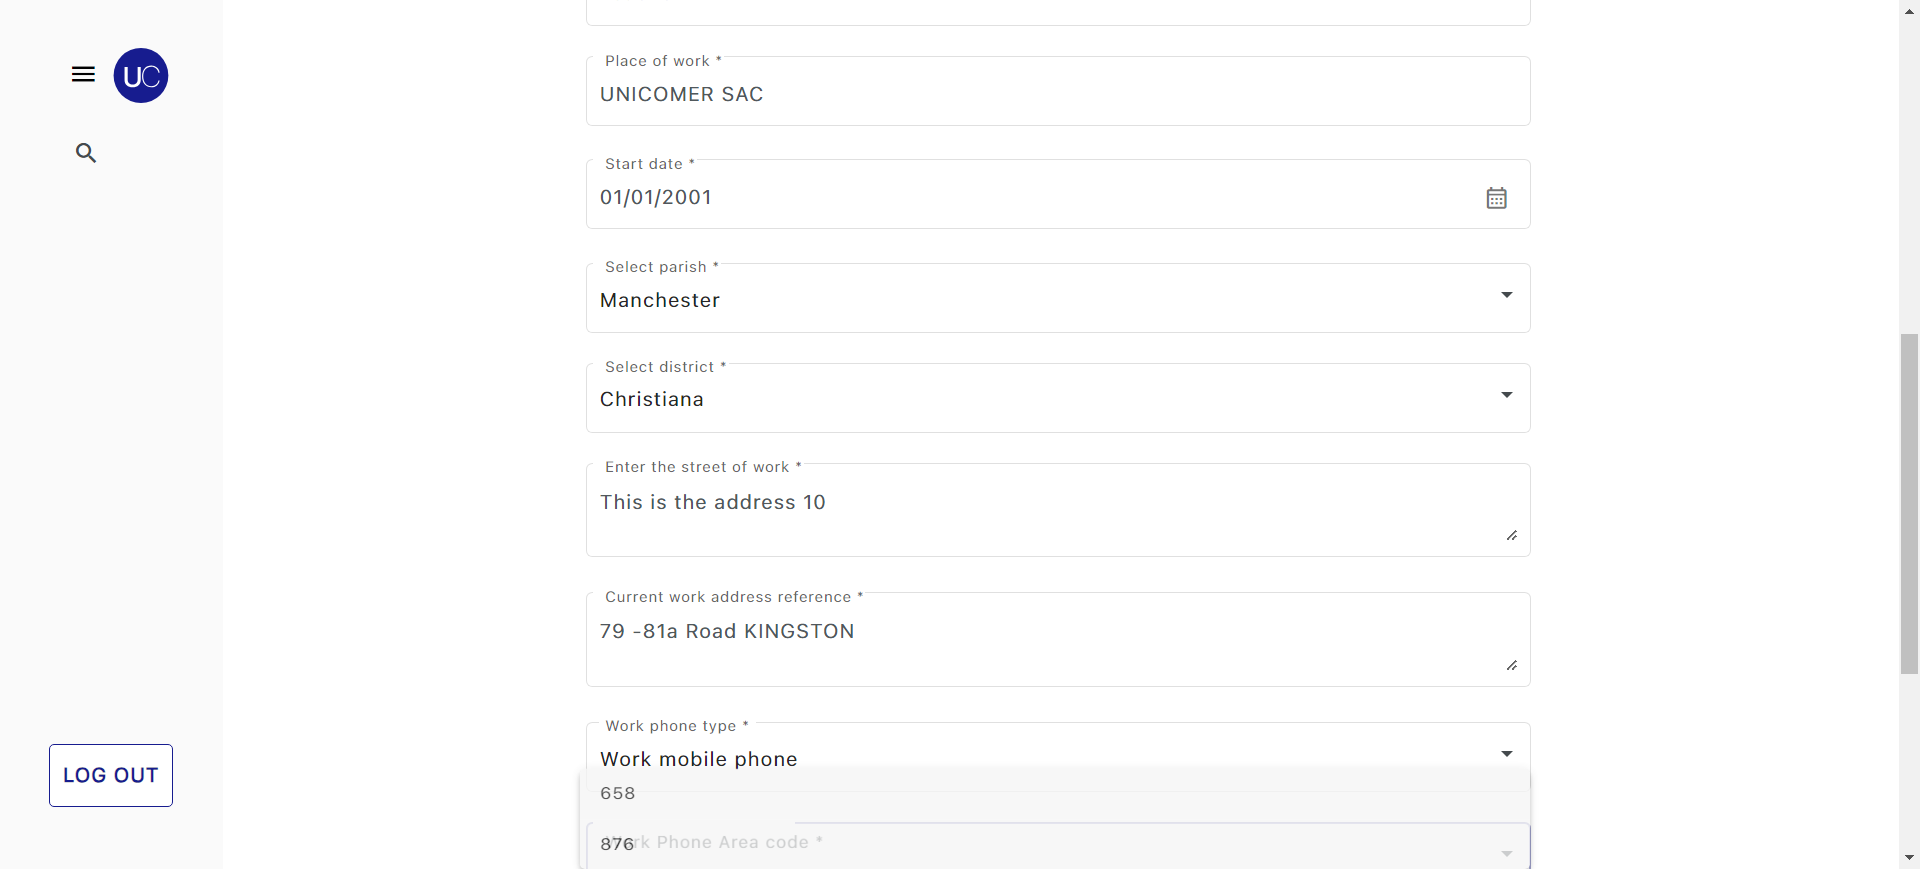 UC
Place of work *
UNICOMER SAC
Start date *
01/01/2001
Select parish *
Manchester
Select district *
Christiana
Enter the street of work *
This is the address 10
Current work address reference *
79 -81a Road KINGSTON
Work phone type *
Work mobile phone
658
Work Phone Area code *
876
LOG OUT